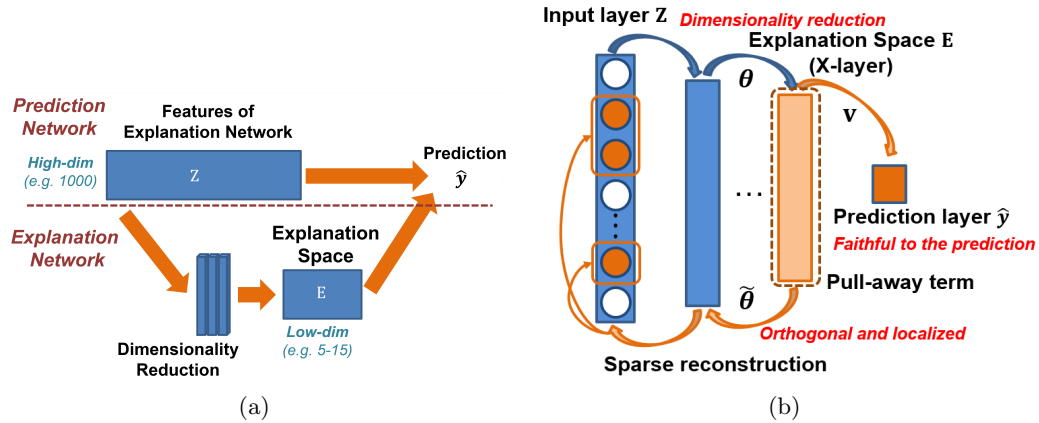 Prediction
Network
Features of
Explanation Network
High-dim
(e.g. 1000)
Z
Prediction
ŷ
Explanation
Network
Explanation
Space
E
Low-dim
(e.g. 5-15)
Dimensionality
Reduction
(a)
Input layer Z
Dimensionality reduction
Explanation Space E
(X-layer)
θ
v
...
Prediction layer ŷ
Faithful to the prediction
Pull-away term
θ̃
Orthogonal and localized
Sparse reconstruction
(b)